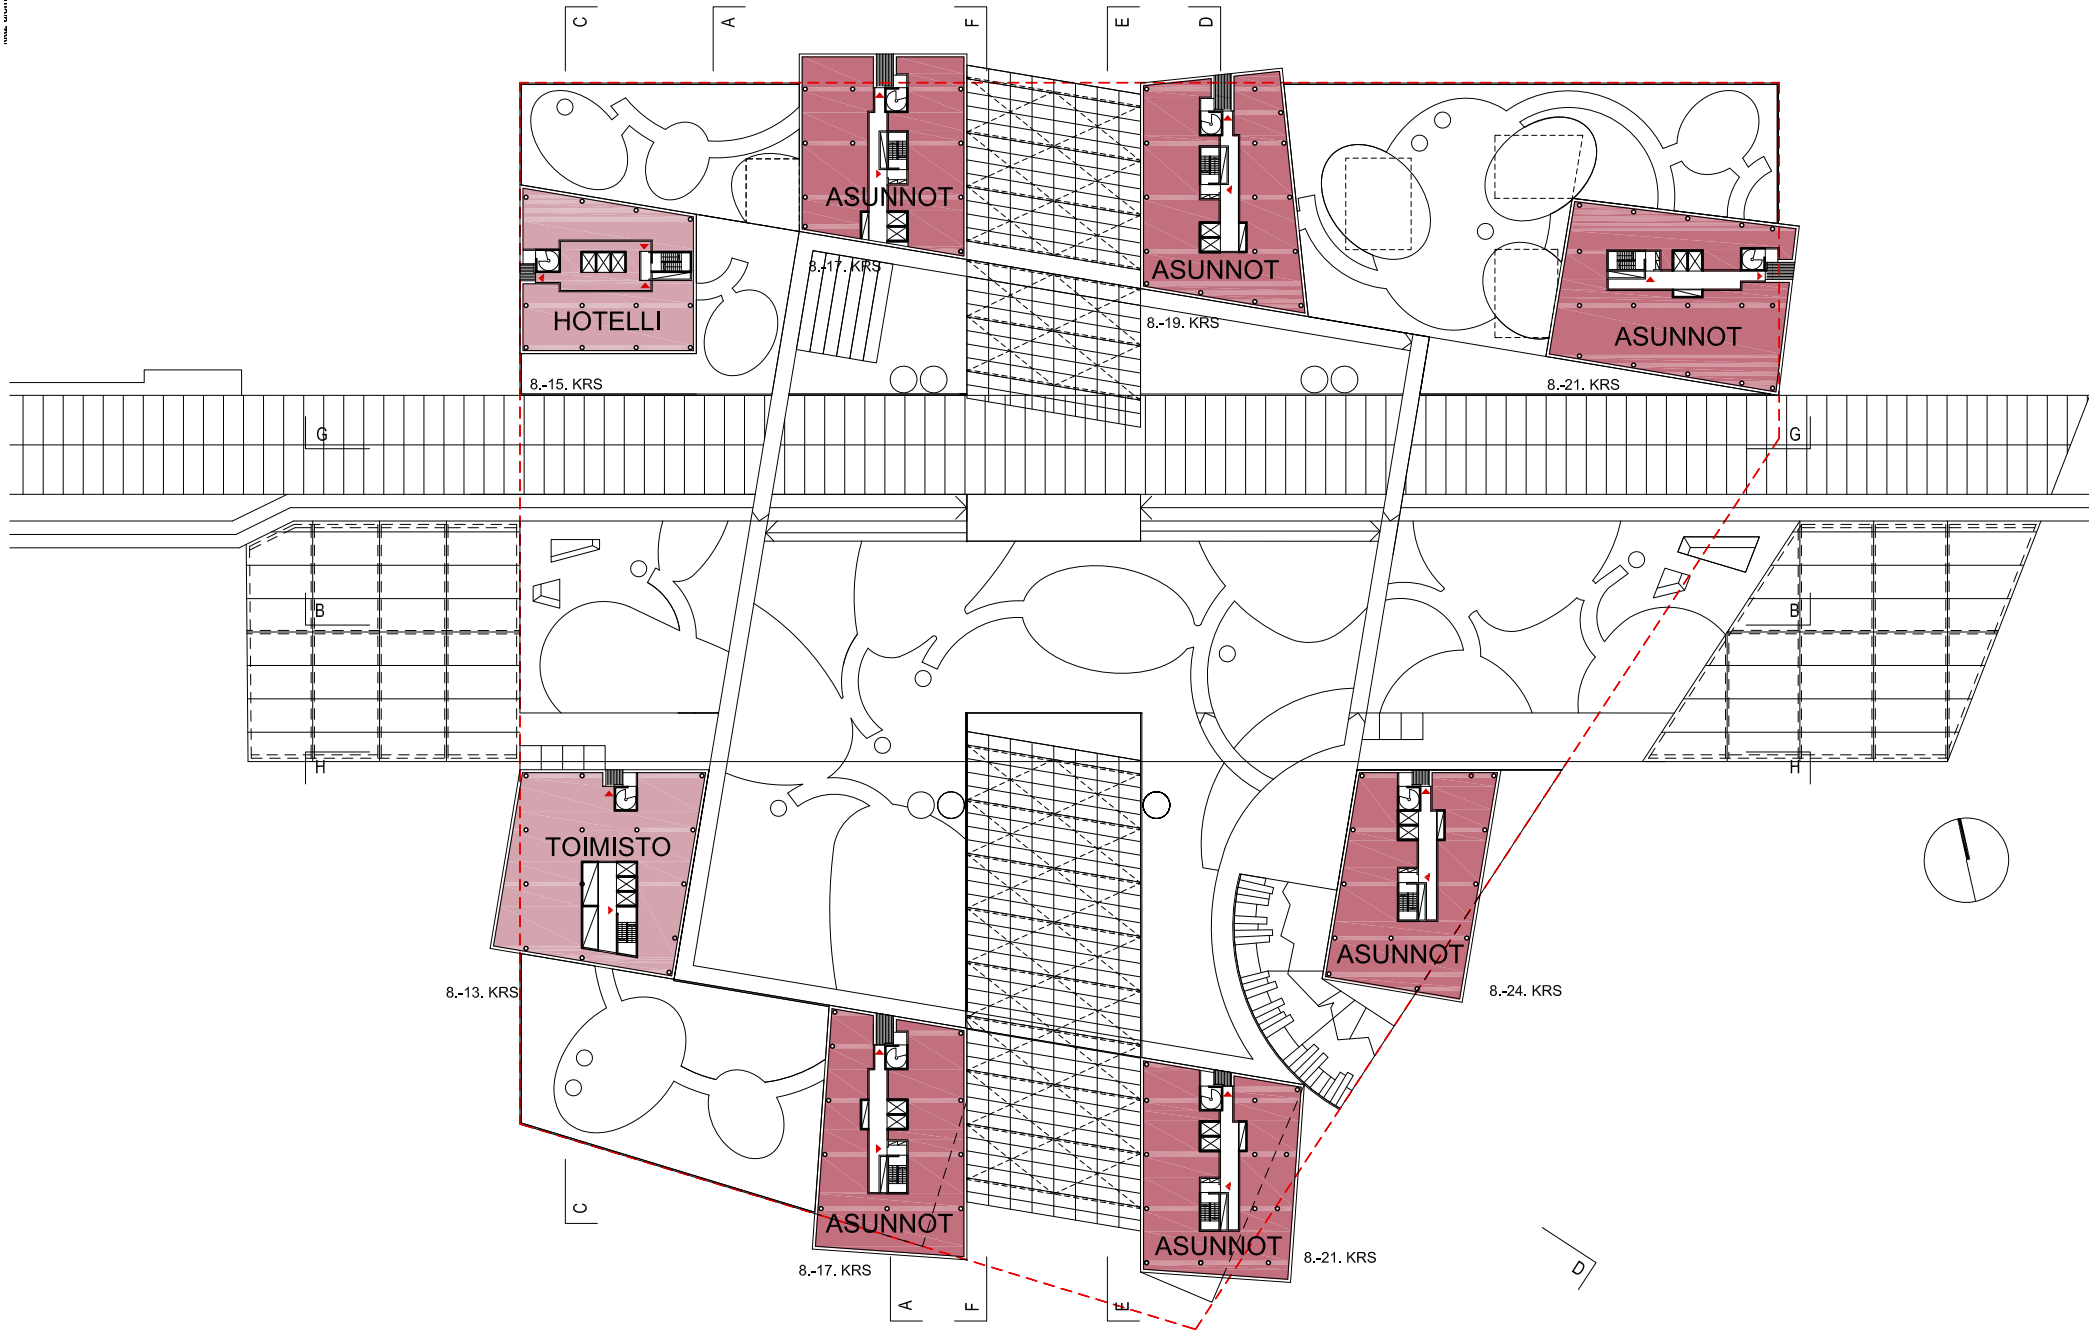 C
A
F
E
D
ASUNNOT
8.-17. KRS
ASUNNOT
8.-19. KRS
HOTELLI
8.-15. KRS
ASUNNOT
8.-21. KRS
G
G
B
B
H
H
TOIMISTO
8.-13. KRS
ASUNNOT
8.-24. KRS
ASUNNOT
8.-17. KRS
ASUNNOT
8.-21. KRS
C
A
F
E
D